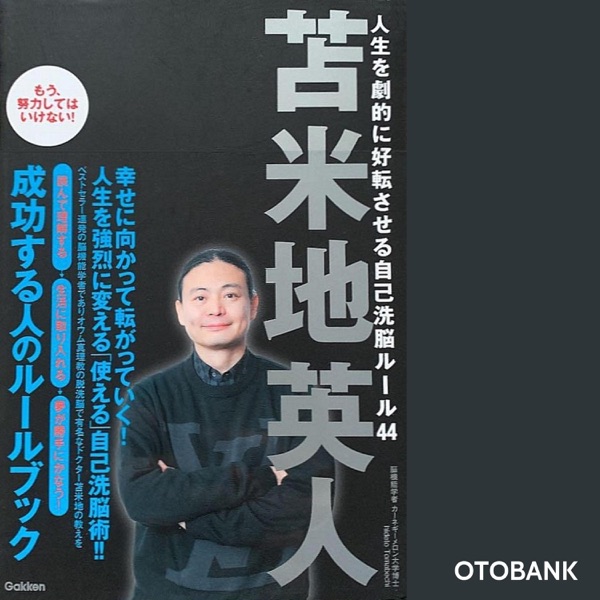 人生を劇的に好転させる自己洗脳ルール44
苫米地英人
脳機能学者 カーネギーメロン大学博士
Hideto Tomabechi
もう、
努力しては
いけない!
幸せに向かって転がっていく!
人生を強烈に変える「使える」自己洗脳術!!
ベストセラー連発の脳機能学者でありオウム真理教の脱洗脳で有名なドクター苫米地の教えを
読んで理解する→生活に取り入れる→夢が勝手にかなう!
成功する人のルールブック
Gakken
OTOBANK